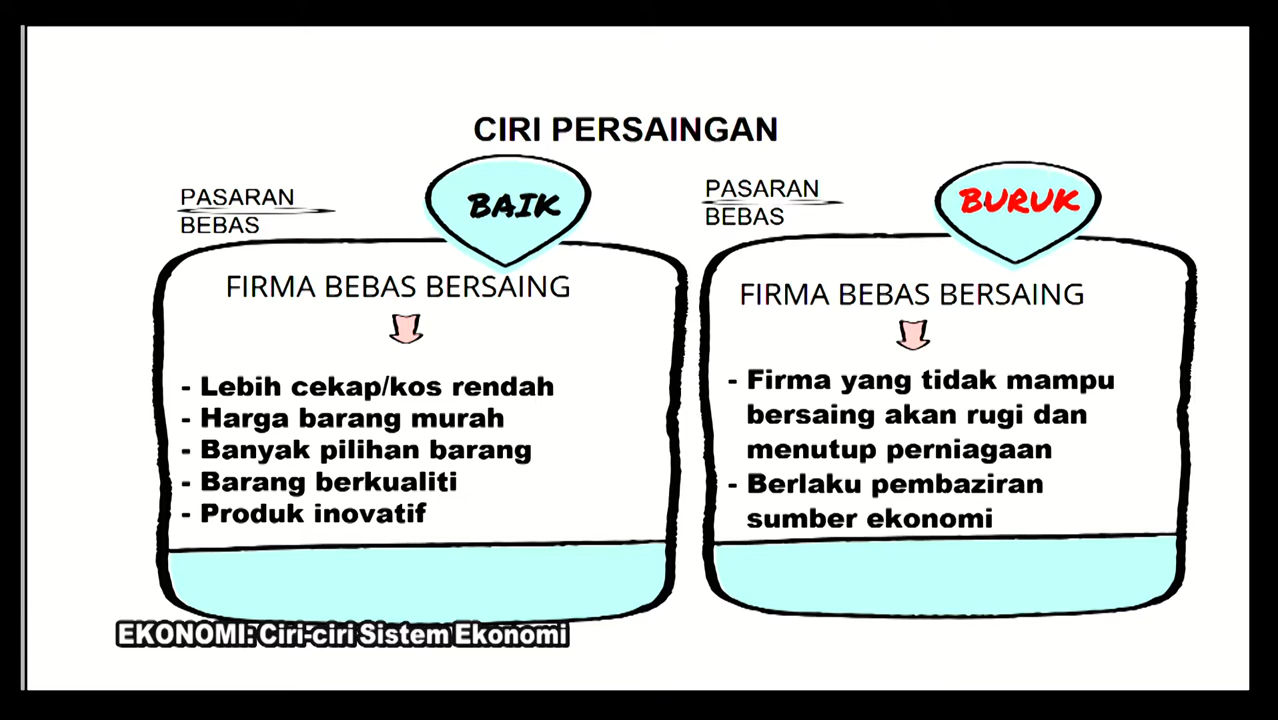 CIRI PERSAINGAN
PASARAN
BEBAS
BAIK
FIRMA BEBAS BERSAING
- Lebih cekap/kos rendah
- Harga barang murah
- Banyak pilihan barang
- Barang berkualiti
- Produk inovatif
PASARAN
BEBAS
BURUK
FIRMA BEBAS BERSAING
- Firma yang tidak mampu
bersaing akan rugi dan
menutup perniagaan
- Berlaku pembaziran
sumber ekonomi
EKONOMI: Ciri-ciri Sistem Ekonomi